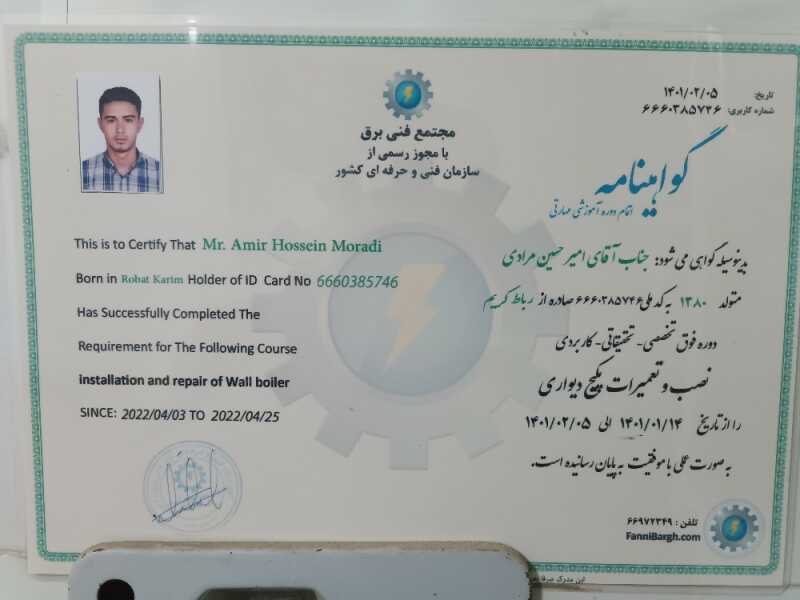 تاریخ: ۱۴۰۱/۰۲/۰۵
شماره کاربری: ۶۶۶۰۳۸۵۷۴۶
مجتمع فنی برق
با مجوز رسمی از
سازمان فنی و حرفه ای کشور
گواهینامه
اتمام دوره آموزشی مهارتی
This is to Certify That Mr. Amir Hossein Moradi
Born in Robat Karim Holder of ID Card No 6660385746
Has Successfully Completed The
Requirement for The Following Course
installation and repair of Wall boiler
SINCE: 2022/04/03 TO 2022/04/25
بدینوسیله گواهی می شود: جناب آقای امیر حسین مرادی
متولد ۱۳۸۰ به کد ملی ۶۶۶۰۳۸۵۷۴۶ صادره از رباط کریم
دوره فوق تخصصی - تحقیقاتی - کاربردی
نصب و تعمیرات پکیج دیواری
را از تاریخ ۱۴۰۱/۰۱/۱۴ الی ۱۴۰۱/۰۲/۰۵
به صورت عملی با موفقیت به پایان رسانیده است.
تلفن : ۶۶۹۷۲۳۴۹
FanniBargh.com
این مدرک صرفا